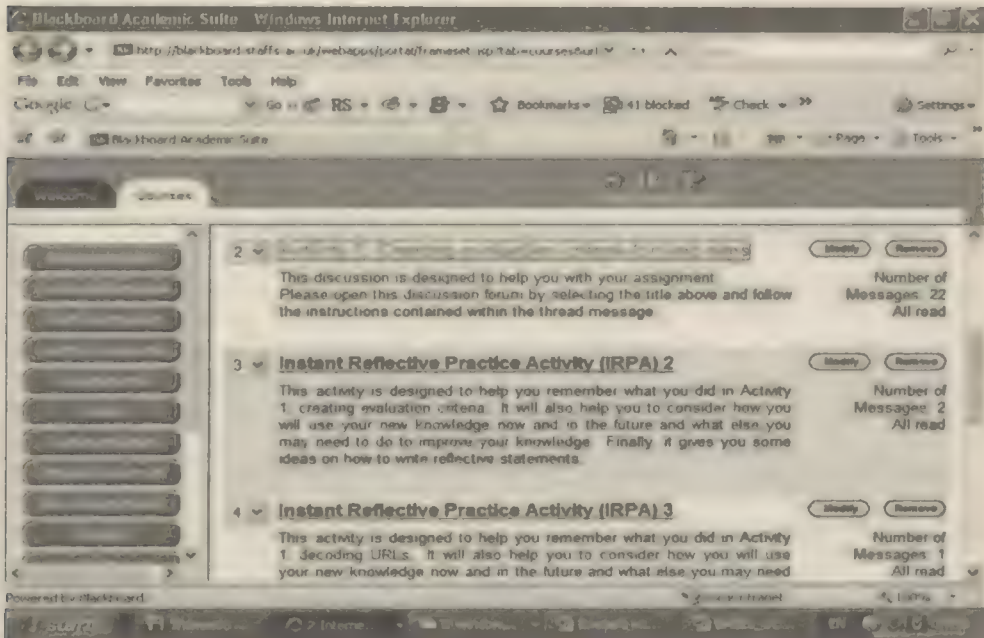 Blackboard Academic Suite - Windows Internet Explorer
File Edit View Favorites Tools Help
Google Go RS Bookmarks 41 blocked Check Settings
Blackboard Academic Suite Page Tools
Welcome Courses
2 Modify Remove
This discussion is designed to help you with your assignment
Please open this discussion forum by selecting the title above and follow
the instructions contained within the thread message
Number of
Messages: 22
All read
3 Instant Reflective Practice Activity (IRPA) 2 Modify Remove
This activity is designed to help you remember what you did in Activity
1, creating evaluation criteria. It will also help you to consider how you
will use your new knowledge now and in the future and what else you
may need to do to improve your knowledge. Finally it gives you some
ideas on how to write reflective statements.
Number of
Messages: 2
All read
4 Instant Reflective Practice Activity (IRPA) 3 Modify Remove
This activity is designed to help you remember what you did in Activity
1, decoding URLs. It will also help you to consider how you will use
your new knowledge now and in the future and what else you may need
Number of
Messages: 1
All read
Powered by Blackboard